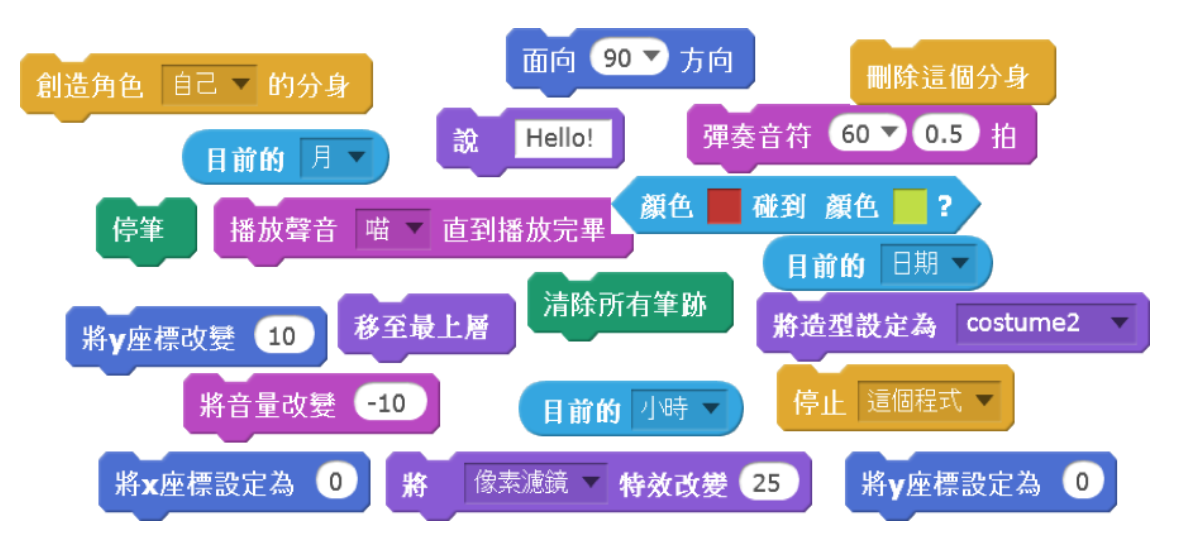 面向 90 方向
創造角色 自己 的分身
刪除這個分身
說 Hello!
彈奏音符 60 0.5 拍
目前的 月
顏色 碰到 顏色 ?
停筆
播放聲音 喵 直到播放完畢
目前的 日期
清除所有筆跡
將y座標改變 10
移至最上層
將造型設定為 costume2
將音量改變 -10
目前的 小時
停止 這個程式
將x座標設定為 0
將 像素濾鏡 特效改變 25
將y座標設定為 0